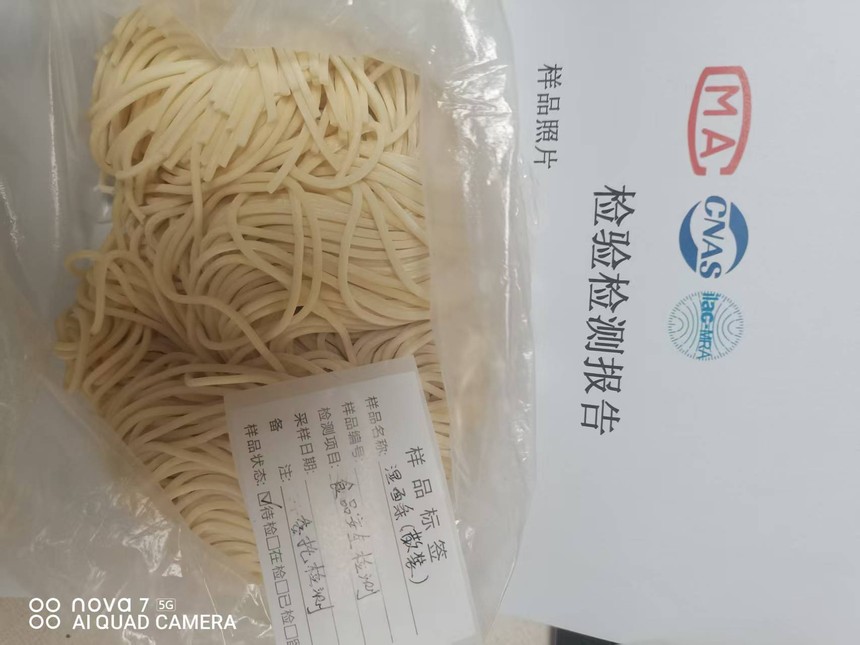 MA
CNAS
ilac-MRA
检验检测报告
样品照片
样品标签
样品名称: 湿面条(散装)
样品编号:
检测项目: 食品安全检测
采样日期:
备 注: 委托检测
样品状态: ☑待检□在检□已检□
nova 7 5G
AI QUAD CAMERA